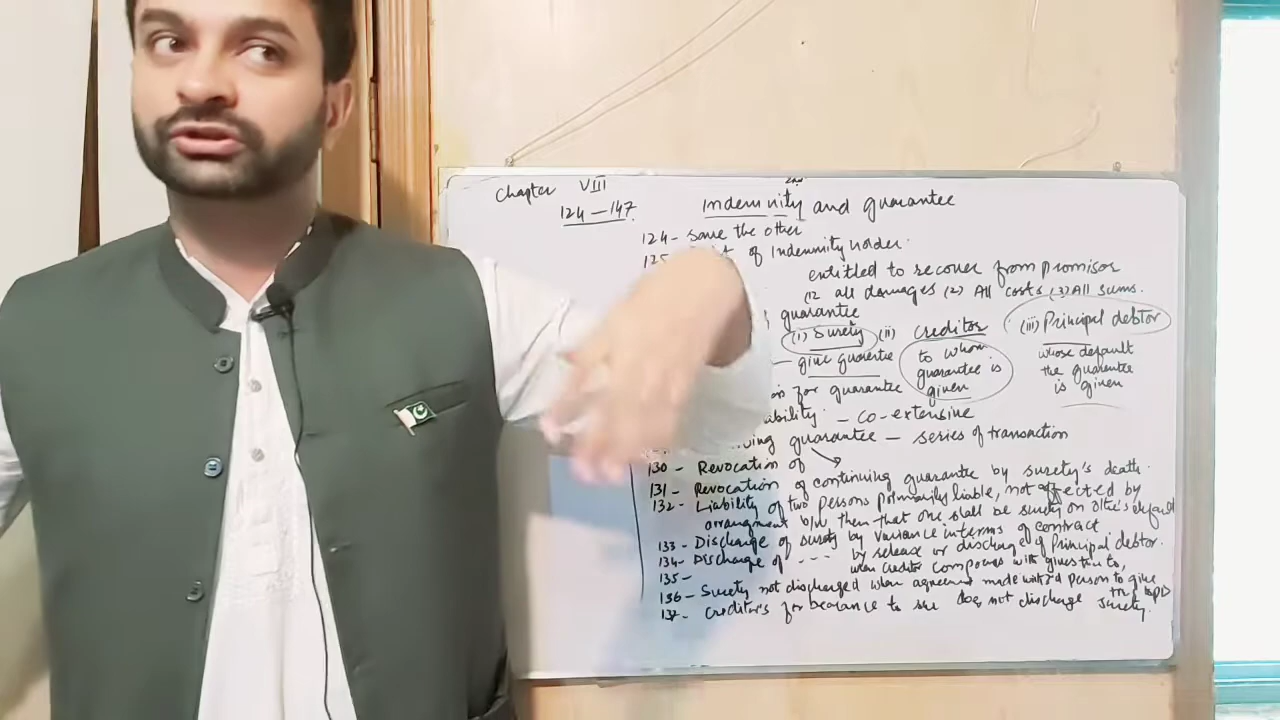 Chapter VIII
124 - 147.
Indemnity and guarantee
124- Save the other
125 of Indemnity holder.
entitled to recover from promisor
all damages (2) All costs (3) All sums.
guarantee
(i) Surety (ii) Creditor (iii) Principal debtor
give guarantee to whom guarantee is given whose default the guarantee is given
for guarantee
ability - co-extensive
guarantee - series of transaction
130- Revocation of
131- Revocation of continuing guarantee by surety's death.
132- Liability of two persons primarily liable, not affected by
arrangment b/w them that one shall be surety on other's default
133- Discharge of surety by variance in terms of contract
134- Discharge of --- by release or discharge of Principal debtor.
135- when creditor compounds with gives time to,
136- Surety not discharged when agreement made with 3rd person to give time to PD
137- Creditor's forbearance to sue does not discharge surety.